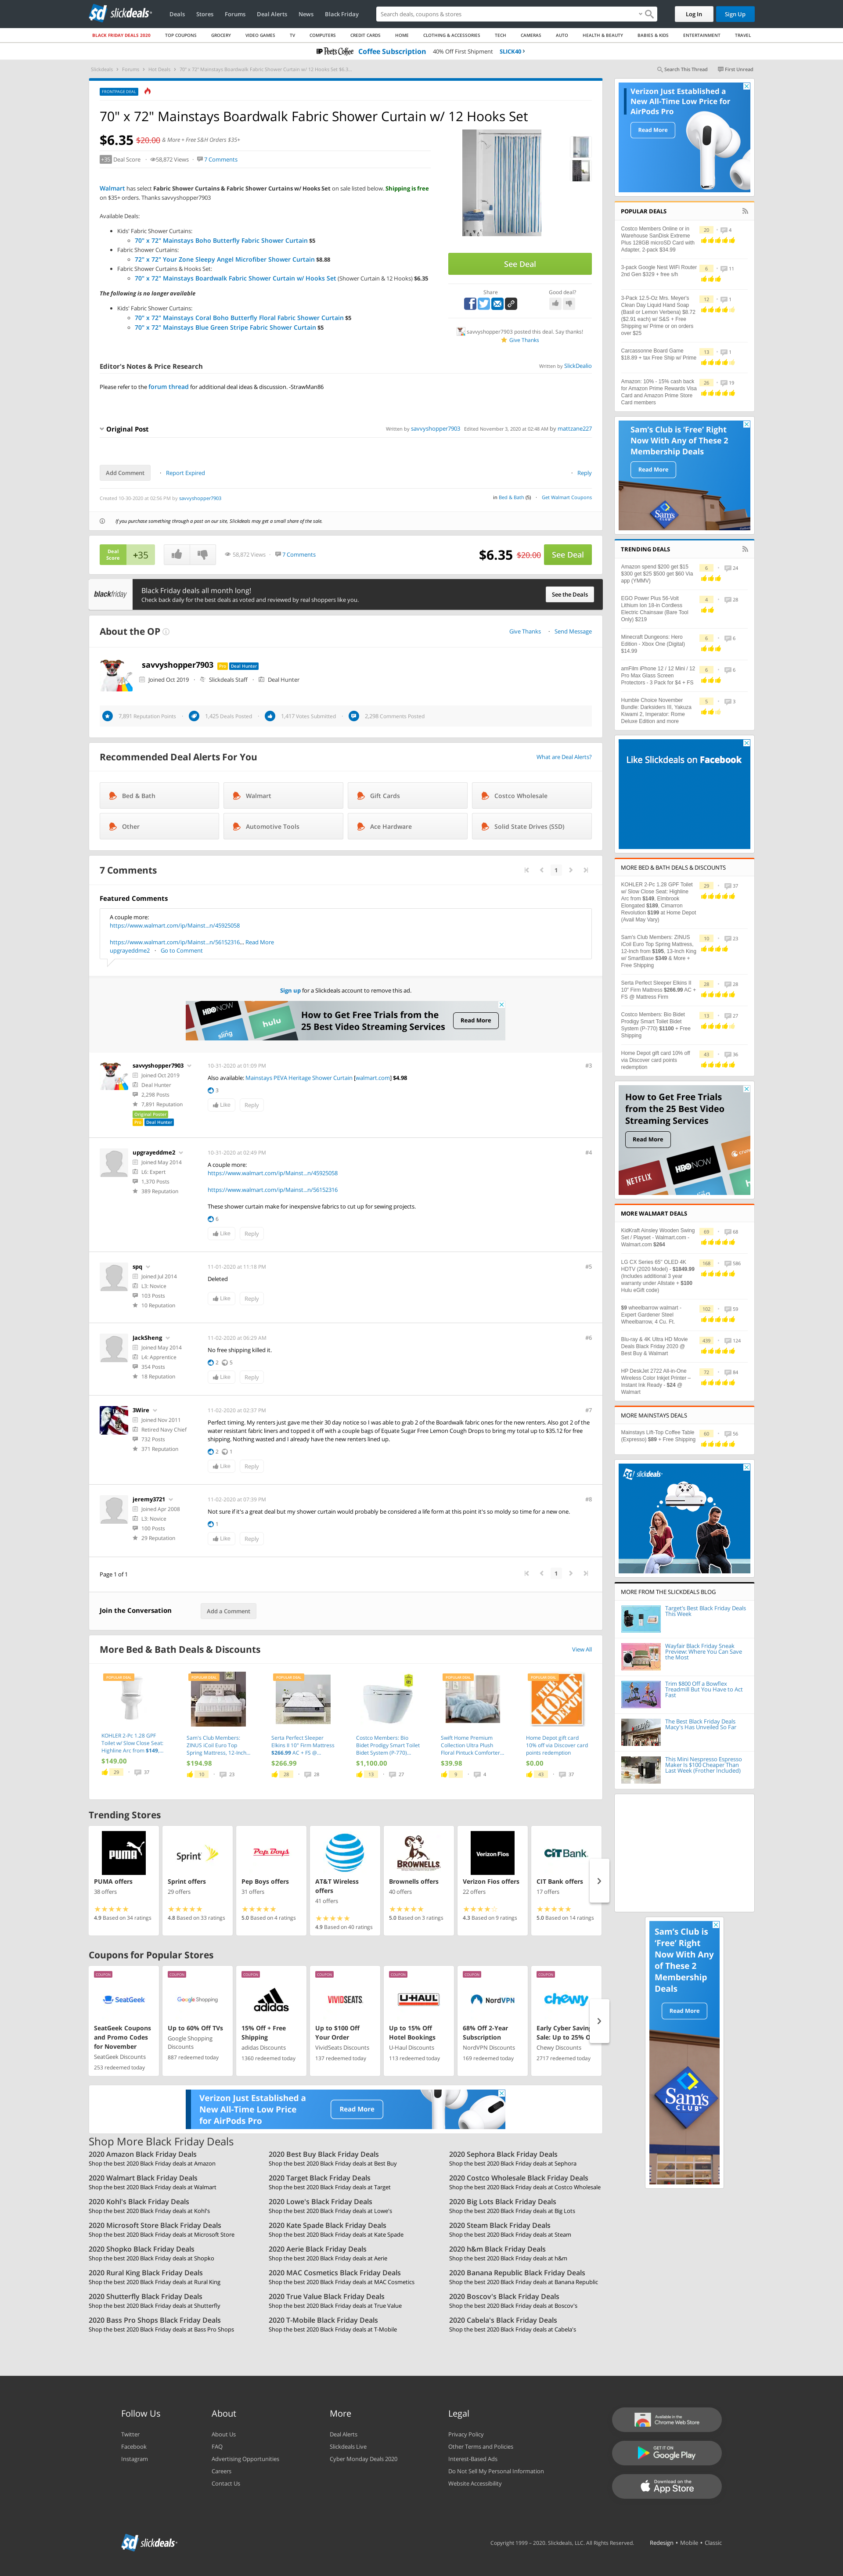 slickdeals
Deals Stores Forums Deal Alerts News Black Friday
Search deals, coupons & stores
Log In Sign Up
BLACK FRIDAY DEALS 2020 TOP COUPONS GROCERY VIDEO GAMES TV COMPUTERS CREDIT CARDS HOME CLOTHING & ACCESSORIES TECH CAMERAS AUTO HEALTH & BEAUTY BABIES & KIDS ENTERTAINMENT TRAVEL
Peet's Coffee Coffee Subscription 40% Off First Shipment SLICK40
Slickdeals Forums Hot Deals 70" x 72" Mainstays Boardwalk Fabric Shower Curtain w/ 12 Hooks Set $6.3...
Search This Thread First Unread
FRONTPAGE DEAL
70" x 72" Mainstays Boardwalk Fabric Shower Curtain w/ 12 Hooks Set
$6.35 $20.00 & More + Free S&H Orders $35+
+35 Deal Score 58,872 Views 7 Comments
Walmart has select Fabric Shower Curtains & Fabric Shower Curtains w/ Hooks Set on sale listed below. Shipping is free
on $35+ orders. Thanks savvyshopper7903
Available Deals:
Kids' Fabric Shower Curtains:
70" x 72" Mainstays Boho Butterfly Fabric Shower Curtain $5
Fabric Shower Curtains:
72" x 72" Your Zone Sleepy Angel Microfiber Shower Curtain $8.88
Fabric Shower Curtains & Hooks Set:
70" x 72" Mainstays Boardwalk Fabric Shower Curtain w/ Hooks Set (Shower Curtain & 12 Hooks) $6.35
The following is no longer available
Kids' Fabric Shower Curtains:
70" x 72" Mainstays Coral Boho Butterfly Floral Fabric Shower Curtain $5
70" x 72" Mainstays Blue Green Stripe Fabric Shower Curtain $5
See Deal
Share Good deal?
savvyshopper7903 posted this deal. Say thanks!
Give Thanks
Editor's Notes & Price Research
Written by SlickDealio
Please refer to the forum thread for additional deal ideas & discussion. -StrawMan86
Original Post
Written by savvyshopper7903 Edited November 3, 2020 at 02:48 AM by mattzane227
Add Comment Report Expired Reply
Created 10-30-2020 at 02:56 PM by savvyshopper7903
in Bed & Bath (5) Get Walmart Coupons
If you purchase something through a post on our site, Slickdeals may get a small share of the sale.
Deal Score +35 58,872 Views 7 Comments $6.35 $20.00 See Deal
blackfriday
Black Friday deals all month long!
Check back daily for the best deals as voted and reviewed by real shoppers like you.
See the Deals
About the OP
Give Thanks Send Message
savvyshopper7903 Pro Deal Hunter
Joined Oct 2019 Slickdeals Staff Deal Hunter
7,891 Reputation Points 1,425 Deals Posted 1,417 Votes Submitted 2,298 Comments Posted
Recommended Deal Alerts For You
What are Deal Alerts?
Bed & Bath Walmart Gift Cards Costco Wholesale
Other Automotive Tools Ace Hardware Solid State Drives (SSD)
7 Comments
1
Featured Comments
A couple more:
https://www.walmart.com/ip/Mainst...n/45925058
https://www.walmart.com/ip/Mainst...n/56152316... Read More
upgrayeddme2 Go to Comment
Sign up for a Slickdeals account to remove this ad.
HBO NOW sling hulu
How to Get Free Trials from the
25 Best Video Streaming Services
Read More
savvyshopper7903
Joined Oct 2019
Deal Hunter
2,298 Posts
7,891 Reputation
Original Poster
Pro Deal Hunter
10-31-2020 at 01:09 PM #3
Also available: Mainstays PEVA Heritage Shower Curtain [walmart.com] $4.98
3
Like Reply
upgrayeddme2
Joined May 2014
L6: Expert
1,370 Posts
389 Reputation
10-31-2020 at 02:49 PM #4
A couple more:
https://www.walmart.com/ip/Mainst...n/45925058
https://www.walmart.com/ip/Mainst...n/56152316
These shower curtain make for inexpensive fabrics to cut up for sewing projects.
6
Like Reply
spq
Joined Jul 2014
L3: Novice
103 Posts
10 Reputation
11-01-2020 at 11:18 PM #5
Deleted
Like Reply
JackSheng
Joined May 2014
L4: Apprentice
354 Posts
18 Reputation
11-02-2020 at 06:29 AM #6
No free shipping killed it.
2 5
Like Reply
3Wire
Joined Nov 2011
Retired Navy Chief
732 Posts
371 Reputation
11-02-2020 at 02:37 PM #7
Perfect timing. My renters just gave me their 30 day notice so I was able to grab 2 of the Boardwalk fabric ones for the new renters. Also got 2 of the
water resistant fabric liners and I topped it off with a couple bags of Equate Sugar Free Lemon Cough Drops to bring my total up to $35.12 for free
shipping. Nothing wasted and I already have the new renters lined up.
2 1
Like Reply
jeremy3721
Joined Apr 2008
L3: Novice
100 Posts
29 Reputation
11-02-2020 at 07:39 PM #8
Not sure if it's a great deal but my shower curtain would probably be considered a life form at this point it's so moldy so time for a new one.
1
Like Reply
Page 1 of 1
1
Join the Conversation Add a Comment
More Bed & Bath Deals & Discounts
View All
KOHLER 2-Pc 1.28 GPF
Toilet w/ Slow Close Seat:
Highline Arc from $149,...
$149.00
29 37
Sam's Club Members:
ZINUS iCoil Euro Top
Spring Mattress, 12-Inch...
$194.98
10 23
Serta Perfect Sleeper
Elkins II 10" Firm Mattress
$266.99 AC + FS @...
$266.99
28 28
Costco Members: Bio
Bidet Prodigy Smart Toilet
Bidet System (P-770)...
$1,100.00
13 27
Swift Home Premium
Collection Ultra Plush
Floral Pintuck Comforter...
$39.98
9 4
THE HOME DEPOT
Home Depot gift card
10% off via Discover card
points redemption
$0.00
43 37
Trending Stores
PUMA
PUMA offers
38 offers
4.9 Based on 34 ratings
Sprint
Sprint offers
29 offers
4.8 Based on 33 ratings
Pep Boys
Pep Boys offers
31 offers
5.0 Based on 4 ratings
AT&T Wireless
offers
41 offers
4.9 Based on 40 ratings
BROWNELLS
Brownells offers
40 offers
5.0 Based on 3 ratings
Verizon Fios
Verizon Fios offers
22 offers
4.3 Based on 9 ratings
CIT Bank
CIT Bank offers
17 offers
5.0 Based on 14 ratings
Coupons for Popular Stores
COUPON
SeatGeek
SeatGeek Coupons
and Promo Codes
for November
SeatGeek Discounts
253 redeemed today
COUPON
Google Shopping
Up to 60% Off TVs
Google Shopping
Discounts
887 redeemed today
COUPON
adidas
15% Off + Free
Shipping
adidas Discounts
1360 redeemed today
COUPON
VIVIDSEATS
Up to $100 Off
Your Order
VividSeats Discounts
137 redeemed today
COUPON
U-HAUL
Up to 15% Off
Hotel Bookings
U-Haul Discounts
113 redeemed today
COUPON
NordVPN
68% Off 2-Year
Subscription
NordVPN Discounts
169 redeemed today
COUPON
chewy
Early Cyber Saving
Sale: Up to 25% O
Chewy Discounts
2717 redeemed today
Verizon Just Established a
New All-Time Low Price
for AirPods Pro
Read More
Shop More Black Friday Deals
2020 Amazon Black Friday Deals
Shop the best 2020 Black Friday deals at Amazon
2020 Best Buy Black Friday Deals
Shop the best 2020 Black Friday deals at Best Buy
2020 Sephora Black Friday Deals
Shop the best 2020 Black Friday deals at Sephora
2020 Walmart Black Friday Deals
Shop the best 2020 Black Friday deals at Walmart
2020 Target Black Friday Deals
Shop the best 2020 Black Friday deals at Target
2020 Costco Wholesale Black Friday Deals
Shop the best 2020 Black Friday deals at Costco Wholesale
2020 Kohl's Black Friday Deals
Shop the best 2020 Black Friday deals at Kohl's
2020 Lowe's Black Friday Deals
Shop the best 2020 Black Friday deals at Lowe's
2020 Big Lots Black Friday Deals
Shop the best 2020 Black Friday deals at Big Lots
2020 Microsoft Store Black Friday Deals
Shop the best 2020 Black Friday deals at Microsoft Store
2020 Kate Spade Black Friday Deals
Shop the best 2020 Black Friday deals at Kate Spade
2020 Steam Black Friday Deals
Shop the best 2020 Black Friday deals at Steam
2020 Shopko Black Friday Deals
Shop the best 2020 Black Friday deals at Shopko
2020 Aerie Black Friday Deals
Shop the best 2020 Black Friday deals at Aerie
2020 h&m Black Friday Deals
Shop the best 2020 Black Friday deals at h&m
2020 Rural King Black Friday Deals
Shop the best 2020 Black Friday deals at Rural King
2020 MAC Cosmetics Black Friday Deals
Shop the best 2020 Black Friday deals at MAC Cosmetics
2020 Banana Republic Black Friday Deals
Shop the best 2020 Black Friday deals at Banana Republic
2020 Shutterfly Black Friday Deals
Shop the best 2020 Black Friday deals at Shutterfly
2020 True Value Black Friday Deals
Shop the best 2020 Black Friday deals at True Value
2020 Boscov's Black Friday Deals
Shop the best 2020 Black Friday deals at Boscov's
2020 Bass Pro Shops Black Friday Deals
Shop the best 2020 Black Friday deals at Bass Pro Shops
2020 T-Mobile Black Friday Deals
Shop the best 2020 Black Friday deals at T-Mobile
2020 Cabela's Black Friday Deals
Shop the best 2020 Black Friday deals at Cabela's
Verizon Just Established a
New All-Time Low Price for
AirPods Pro
Read More
POPULAR DEALS
Costco Members Online or in
Warehouse SanDisk Extreme
Plus 128GB microSD Card with
Adapter, 2-pack $34.99
20 4
3-pack Google Nest WiFi Router
2nd Gen $329 + free s/h
6 11
3-Pack 12.5-Oz Mrs. Meyer's
Clean Day Liquid Hand Soap
(Basil or Lemon Verbena) $8.72
($2.91 each) w/ S&S + Free
Shipping w/ Prime or on orders
over $25
12 1
Carcassonne Board Game
$18.89 + tax Free Ship w/ Prime
13 1
Amazon: 10% - 15% cash back
for Amazon Prime Rewards Visa
Card and Amazon Prime Store
Card members
26 19
Sam's Club is 'Free' Right
Now With Any of These 2
Membership Deals
Read More
TRENDING DEALS
Amazon spend $200 get $15
$300 get $25 $500 get $60 Via
app (YMMV)
6 24
EGO Power Plus 56-Volt
Lithium Ion 18-in Cordless
Electric Chainsaw (Bare Tool
Only) $219
4 28
Minecraft Dungeons: Hero
Edition - Xbox One (Digital)
$14.99
6 6
amFilm iPhone 12 / 12 Mini / 12
Pro Max Glass Screen
Protectors - 3 Pack for $4 + FS
6 6
Humble Choice November
Bundle: Darksiders III, Yakuza
Kiwami 2, Imperator: Rome
Deluxe Edition and more
5 3
Like Slickdeals on Facebook
MORE BED & BATH DEALS & DISCOUNTS
KOHLER 2-Pc 1.28 GPF Toilet
w/ Slow Close Seat: Highline
Arc from $149, Elmbrook
Elongated $189, Cimarron
Revolution $199 at Home Depot
(Avail May Vary)
29 37
Sam's Club Members: ZINUS
iCoil Euro Top Spring Mattress,
12-Inch from $195, 13-Inch King
w/ SmartBase $349 & More +
Free Shipping
10 23
Serta Perfect Sleeper Elkins II
10" Firm Mattress $266.99 AC +
FS @ Mattress Firm
28 28
Costco Members: Bio Bidet
Prodigy Smart Toilet Bidet
System (P-770) $1100 + Free
Shipping
13 27
Home Depot gift card 10% off
via Discover card points
redemption
43 36
How to Get Free Trials
from the 25 Best Video
Streaming Services
Read More
NETFLIX HBO NOW sling hulu
MORE WALMART DEALS
KidKraft Ainsley Wooden Swing
Set / Playset - Walmart.com -
Walmart.com $264
69 68
LG CX Series 65" OLED 4K
HDTV (2020 Model) - $1849.99
(Includes additional 3 year
warranty under Allstate + $100
Hulu eGift code)
168 586
$9 wheelbarrow walmart -
Expert Gardener Steel
Wheelbarrow, 4 Cu. Ft.
102 50
Blu-ray & 4K Ultra HD Movie
Deals Black Friday 2020 @
Best Buy & Walmart
439 124
HP DeskJet 2722 All-in-One
Wireless Color Inkjet Printer –
Instant Ink Ready - $24 @
Walmart
72 84
MORE MAINSTAYS DEALS
Mainstays Lift-Top Coffee Table
(Expresso) $69 + Free Shipping
60 56
slickdeals
MORE FROM THE SLICKDEALS BLOG
Target's Best Black Friday Deals
This Week
Wayfair Black Friday Sneak
Preview: Where You Can Save
the Most
Trim $800 Off a Bowflex
Treadmill But You Have to Act
Fast
The Best Black Friday Deals
Macy's Has Unveiled So Far
This Mini Nespresso Espresso
Maker Is $100 Cheaper Than
Last Week (Frother Included)
Sam's Club is
'Free' Right
Now With Any
of These 2
Membership
Deals
Read More
Sam's CLUB
Follow Us
Twitter
Facebook
Instagram
About
About Us
FAQ
Advertising Opportunities
Careers
Contact Us
More
Deal Alerts
Slickdeals Live
Cyber Monday Deals 2020
Legal
Privacy Policy
Other Terms and Policies
Interest-Based Ads
Do Not Sell My Personal Information
Website Accessibility
Available in the
Chrome Web Store
GET IT ON
Google Play
Download on the
App Store
slickdeals
Copyright 1999 – 2020. Slickdeals, LLC. All Rights Reserved. Redesign • Mobile • Classic